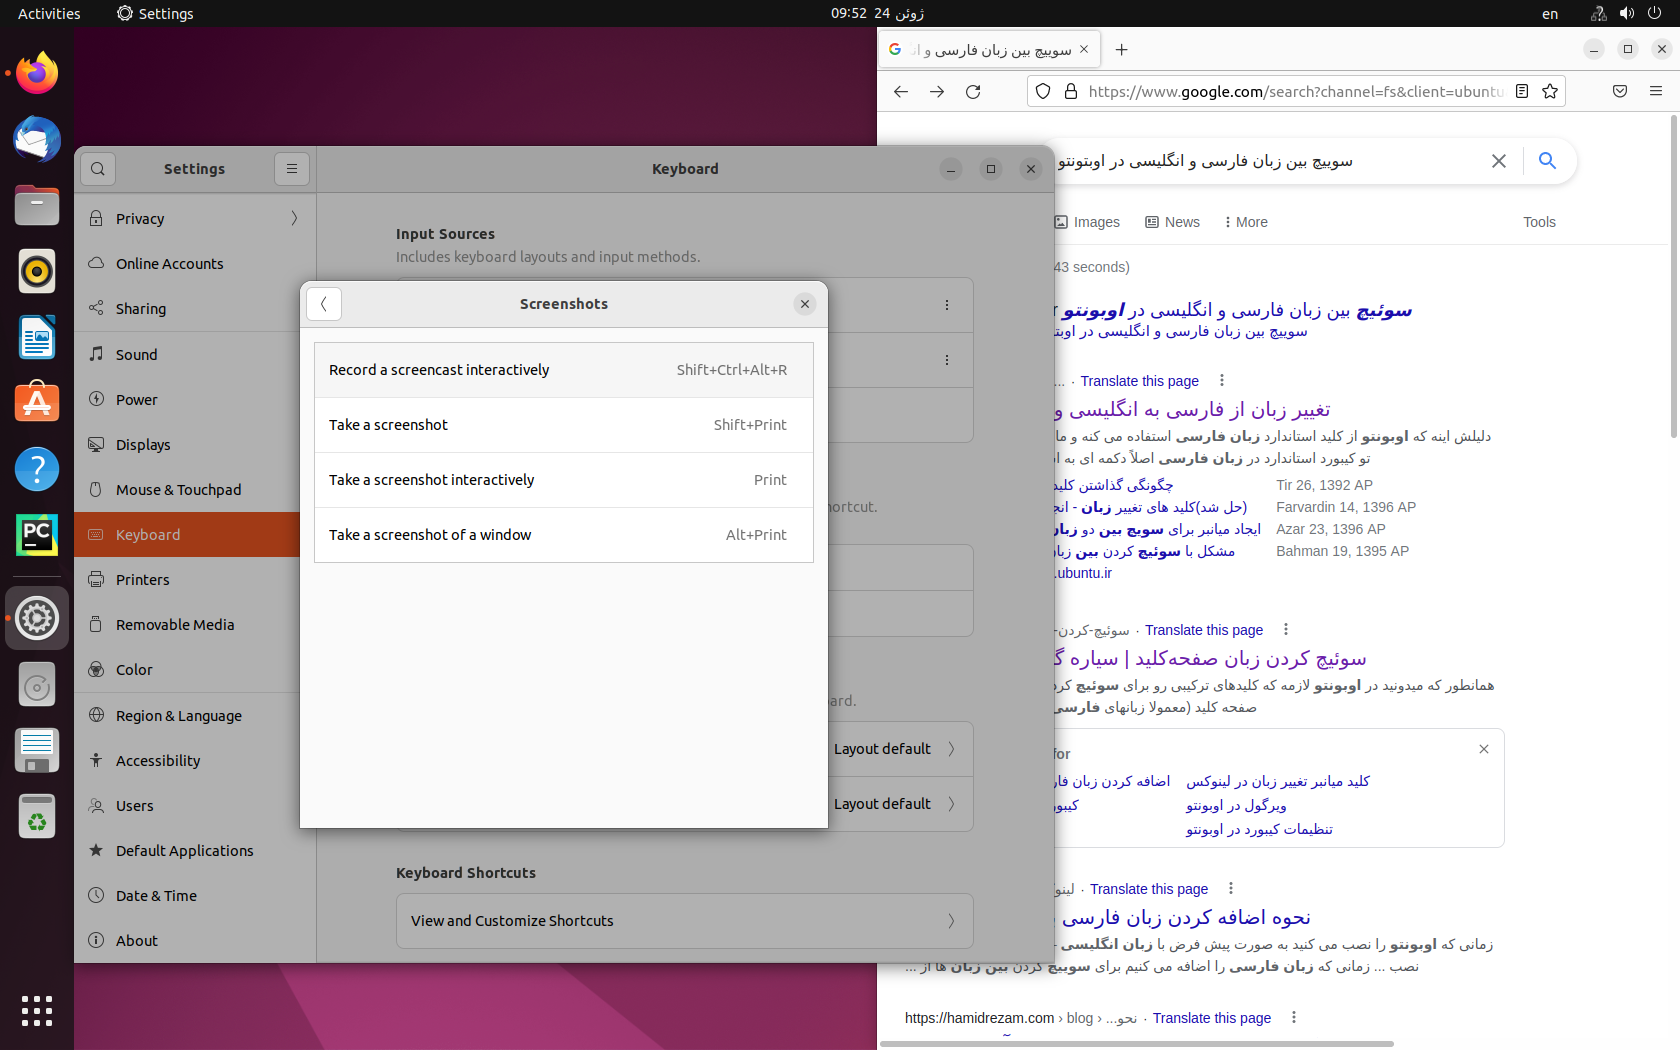 Activities
Settings
ژوئن 24 09:52
en
Settings
Keyboard
Privacy
Online Accounts
Sharing
Sound
Power
Displays
Mouse & Touchpad
Keyboard
Printers
Removable Media
Color
Region & Language
Accessibility
Users
Default Applications
Date & Time
About
Input Sources
Includes keyboard layouts and input methods.
Screenshots
Record a screencast interactively Shift+Ctrl+Alt+R
Take a screenshot Shift+Print
Take a screenshot interactively Print
Take a screenshot of a window Alt+Print
hortcut.
Layout default
Layout default
Keyboard Shortcuts
View and Customize Shortcuts
PC
سوییچ بین زبان فارسی و
https://www.google.com/search?channel=fs&client=ubuntu
سوییچ بین زبان فارسی و انگلیسی در اوبتونتو
Images News More Tools
43 seconds)
سوئیچ بین زبان فارسی و انگلیسی در اوبونتو
سوییچ بین زبان فارسی و انگلیسی در
... · Translate this page
تغییر زبان از فارسی به انگلیسی و
دلیلش اینه که اوبونتو از کلید استاندارد زبان فارسی استفاده می کنه و
تو کیبورد استاندارد در زبان فارسی اصلاً دکمه ای به
چگونگی گذاشتن کلید Tir 26, 1392 AP
(حل شد)کلید های تغییر زبان - Farvardin 14, 1396 AP
ایجاد میانبر برای سویچ بین دو زبان Azar 23, 1396 AP
مشکل با سوئیچ کردن بین Bahman 19, 1395 AP
.ubuntu.ir
سوئیچ-کردن- · Translate this page
سوئیچ کردن زبان صفحه‌کلید | سیاره
همانطور که میدونید در اوبونتو لازمه که کلیدهای ترکیبی رو برای سوئیچ
صفحه کلید (معمولا زبانهای فارسی
for
اضافه کردن زبان کلید میانبر تغییر زبان در لینوکس
ویرگول در اوبونتو
تنظیمات کیبورد در اوبونتو
· Translate this page
نحوه اضافه کردن زبان فارسی
زمانی که اوبونتو را نصب می کنید به صورت پیش فرض با زبان انگلیسی
نصب ... زمانی که زبان فارسی را اضافه می کنیم برای سوییچ کردن بین زبان ها از ...
https://hamidrezam.com › blog › نحو... · Translate this page